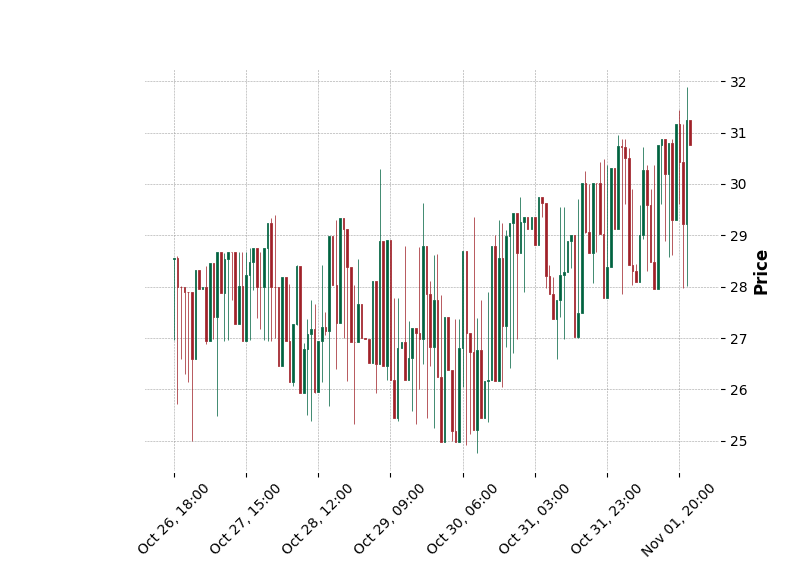 32
31
30
29
28
27
26
25
Price
Oct 26, 18:00
Oct 27, 15:00
Oct 28, 12:00
Oct 29, 09:00
Oct 30, 06:00
Oct 31, 03:00
Oct 31, 23:00
Nov 01, 20:00